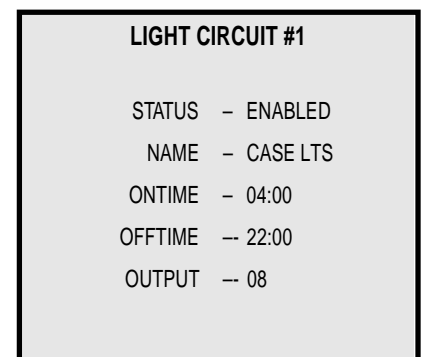 LIGHT CIRCUIT #1
STATUS – ENABLED
NAME – CASE LTS
ONTIME – 04:00
OFFTIME –- 22:00
OUTPUT –- 08